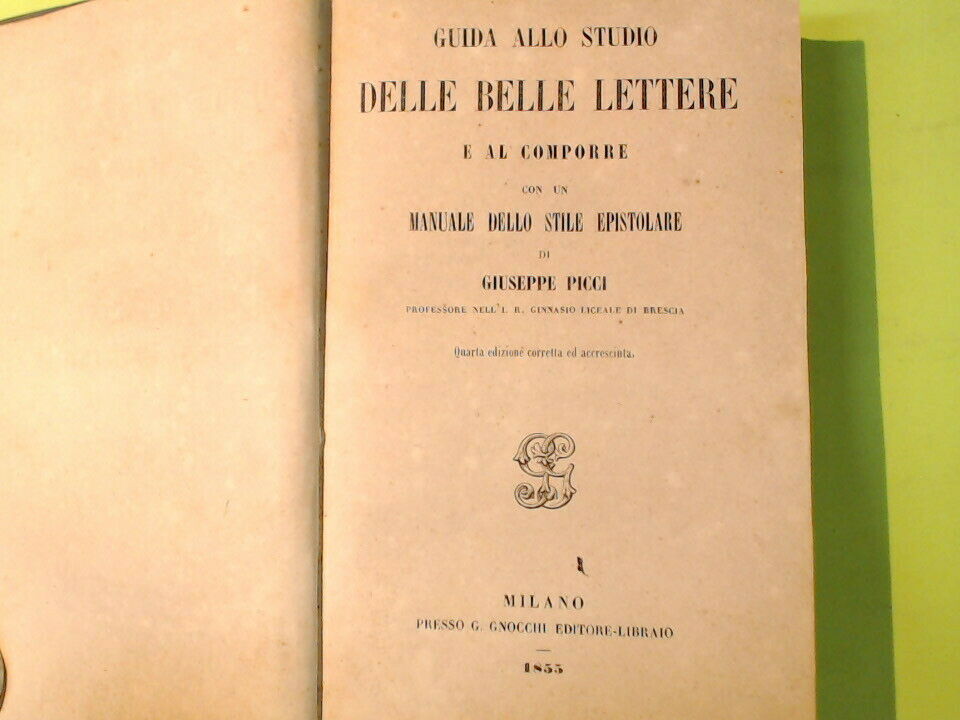 GUIDA ALLO STUDIO
DELLE BELLE LETTERE
E AL COMPORRE
CON UN
MANUALE DELLO STILE EPISTOLARE
DI
GIUSEPPE PICCI
PROFESSORE NELL'I. R. GINNASIO LICEALE DI BRESCIA
Quarta edizione corretta ed accresciuta.
MILANO
PRESSO G. GNOCCHI EDITORE-LIBRAIO
1855